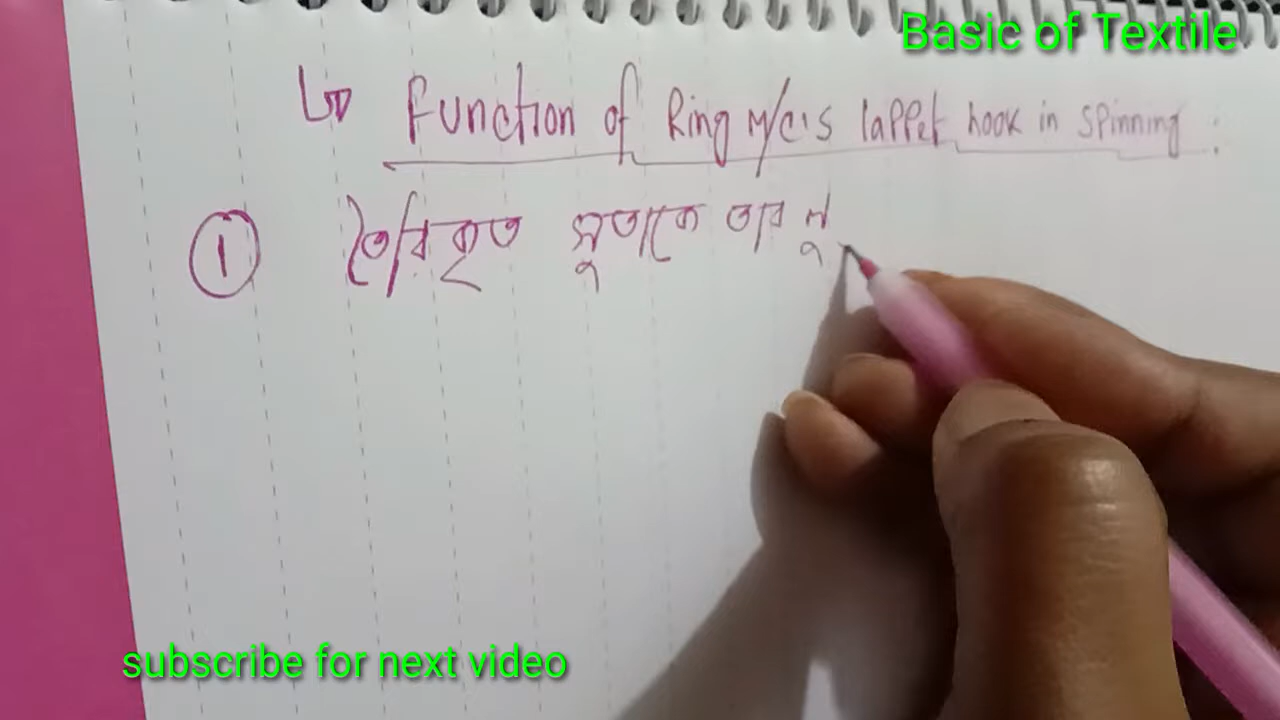 Basic of Textile
Function of Ring M/C's lappet hook in spinning :
① তৈরিকৃত সুতাকে তার
subscribe for next video